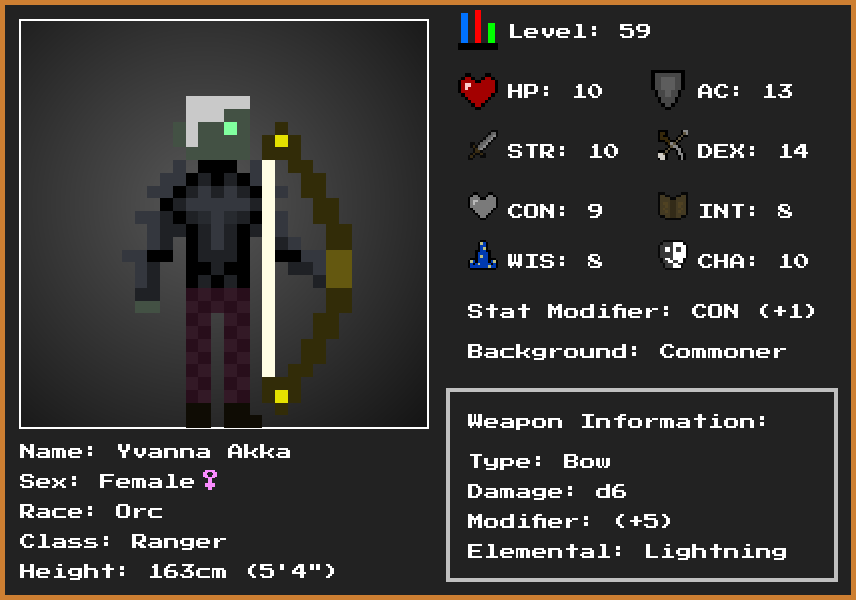 Level: 59
HP: 10 AC: 13
STR: 10 DEX: 14
CON: 9 INT: 8
WIS: 8 CHA: 10
Stat Modifier: CON (+1)
Background: Commoner
Weapon Information:
Type: Bow
Damage: d6
Modifier: (+5)
Elemental: Lightning
Name: Yvanna Akka
Sex: Female♀
Race: Orc
Class: Ranger
Height: 163cm (5'4")